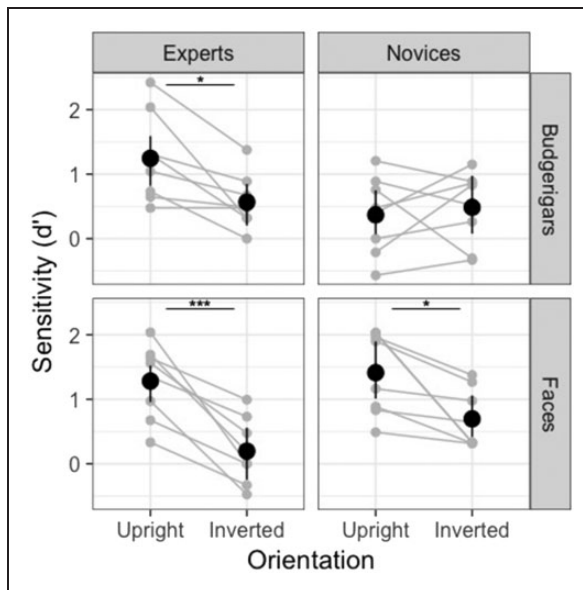 Experts
Novices
*
2
1
0
Budgerigars
***
*
2
1
0
Faces
Sensitivity (d')
Upright
Inverted
Upright
Inverted
Orientation